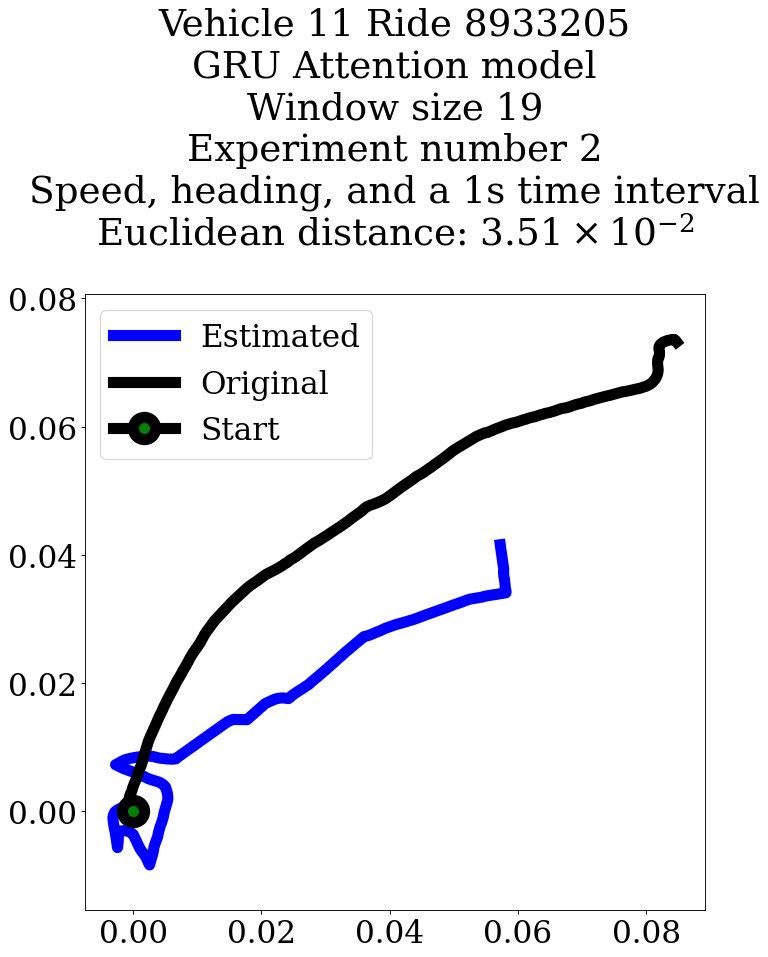 Vehicle 11 Ride 8933205
GRU Attention model
Window size 19
Experiment number 2
Speed, heading, and a 1s time interval
Euclidean distance: 3.51 × 10⁻²
0.08
0.06
0.04
0.02
0.00
Estimated
Original
Start
0.00 0.02 0.04 0.06 0.08